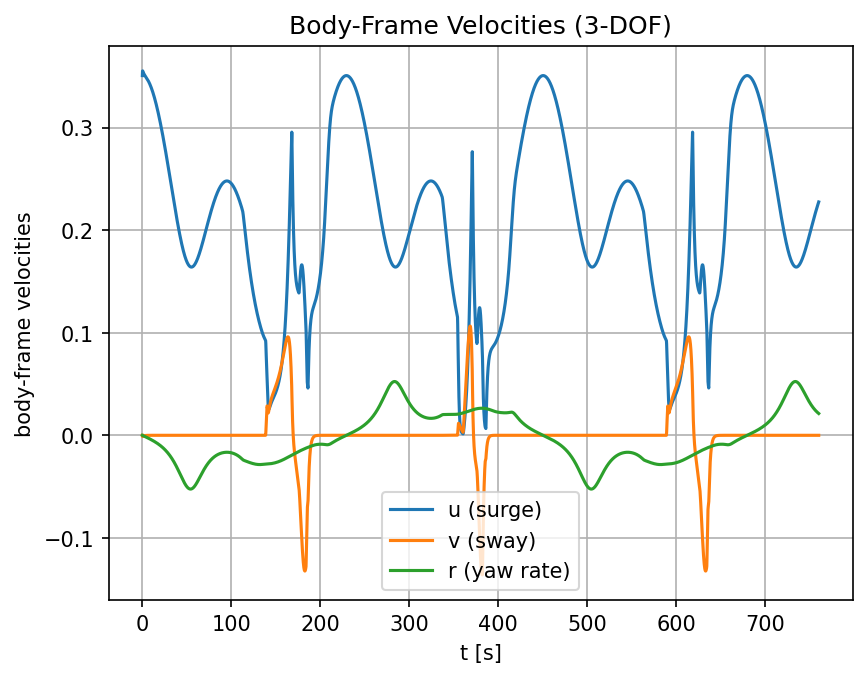 Body-Frame Velocities (3-DOF)
body-frame velocities
0.3
0.2
0.1
0.0
−0.1
u (surge)
v (sway)
r (yaw rate)
0 100 200 300 400 500 600 700
t [s]